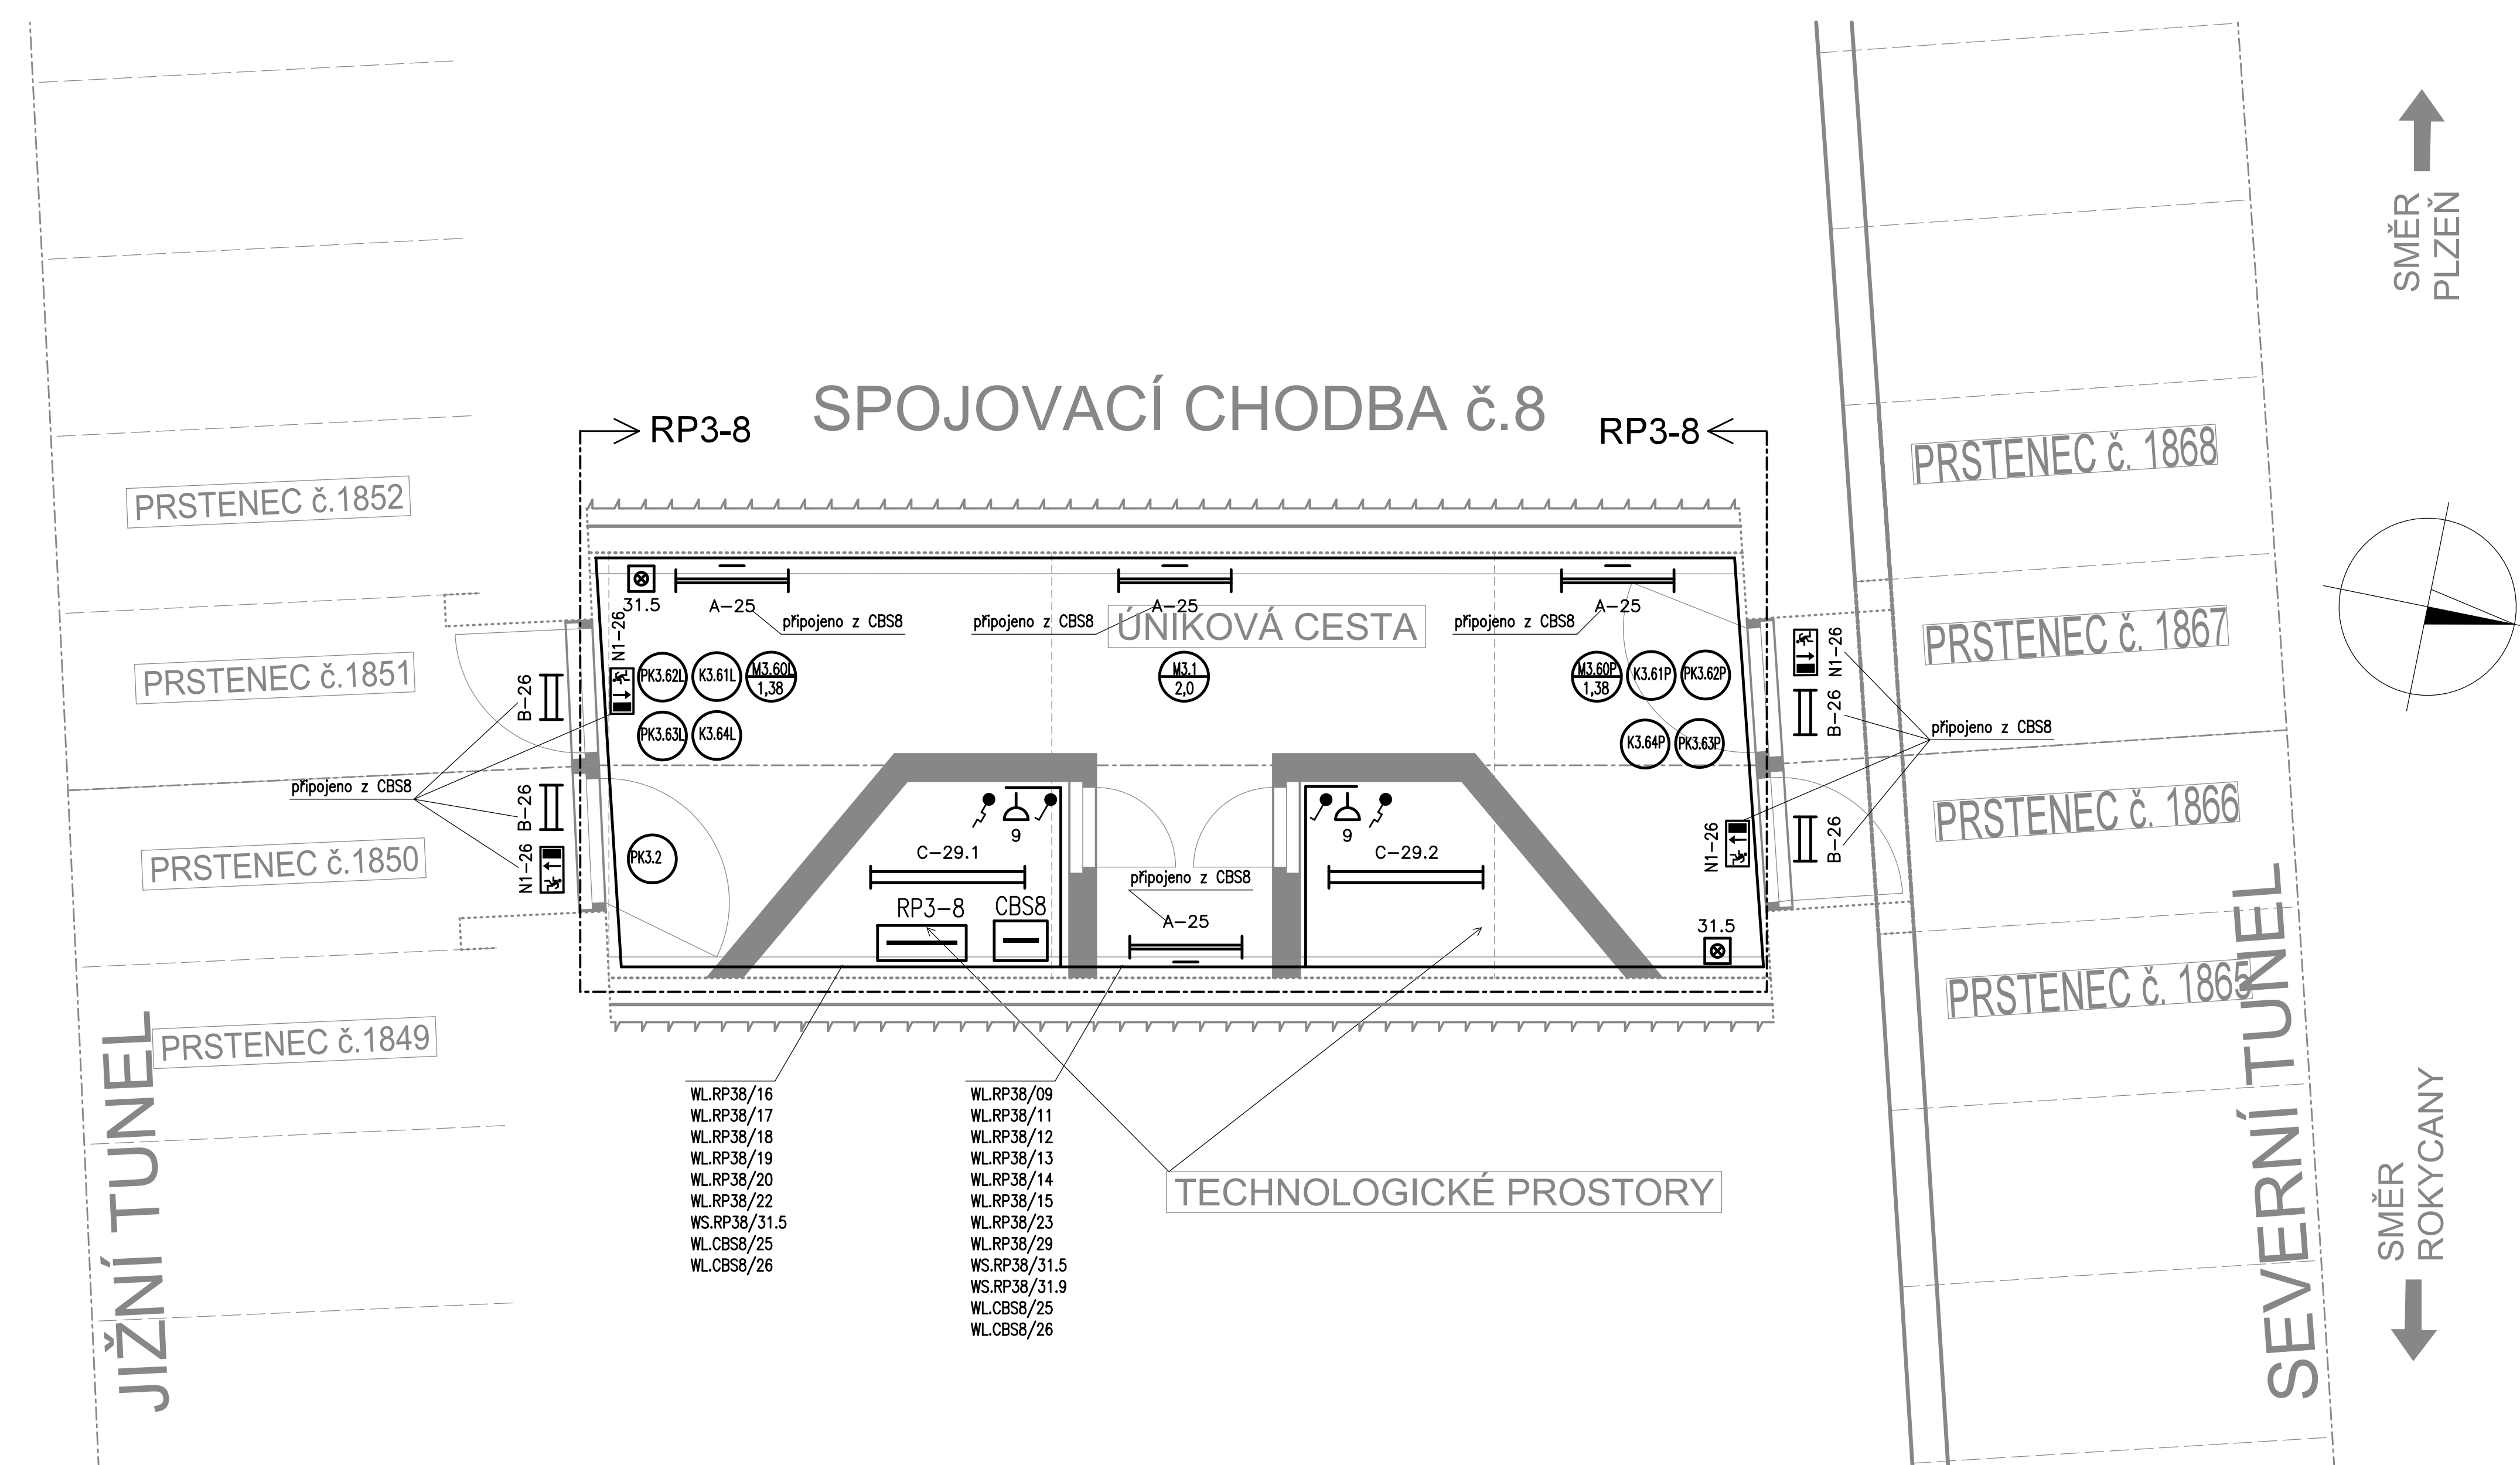 SMĚR
PLZEŇ
SPOJOVACÍ CHODBA č.8
RP3-8
RP3-8
PRSTENEC č. 1868
PRSTENEC č.1852
31.5
A-25
připojeno z CBS8
A-25
připojeno z CBS8
ÚNIKOVÁ CESTA
A-25
připojeno z CBS8
PRSTENEC č. 1867
PRSTENEC č.1851
N1-26
B-26
PK3.62L
K3.61L
M3.60L
1,38
M3.1
2,0
M3.60P
1,38
K3.61P
PK3.62P
N1-26
B-26
PK3.63L
K3.64L
K3.64P
PK3.63P
připojeno z CBS8
připojeno z CBS8
PRSTENEC č. 1866
B-26
9
9
B-26
PRSTENEC č.1850
N1-26
PK3.2
C-29.1
C-29.2
N1-26
připojeno z CBS8
RP3-8
CBS8
A-25
31.5
PRSTENEC č. 1865
PRSTENEC č.1849
JIŽNÍ TUNEL
SEVERNÍ TUNEL
WL.RP38/16
WL.RP38/17
WL.RP38/18
WL.RP38/19
WL.RP38/20
WL.RP38/22
WS.RP38/31.5
WL.CBS8/25
WL.CBS8/26
WL.RP38/09
WL.RP38/11
WL.RP38/12
WL.RP38/13
WL.RP38/14
WL.RP38/15
WL.RP38/23
WL.RP38/29
WS.RP38/31.5
WS.RP38/31.9
WL.CBS8/25
WL.CBS8/26
TECHNOLOGICKÉ PROSTORY
SMĚR
ROKYCANY